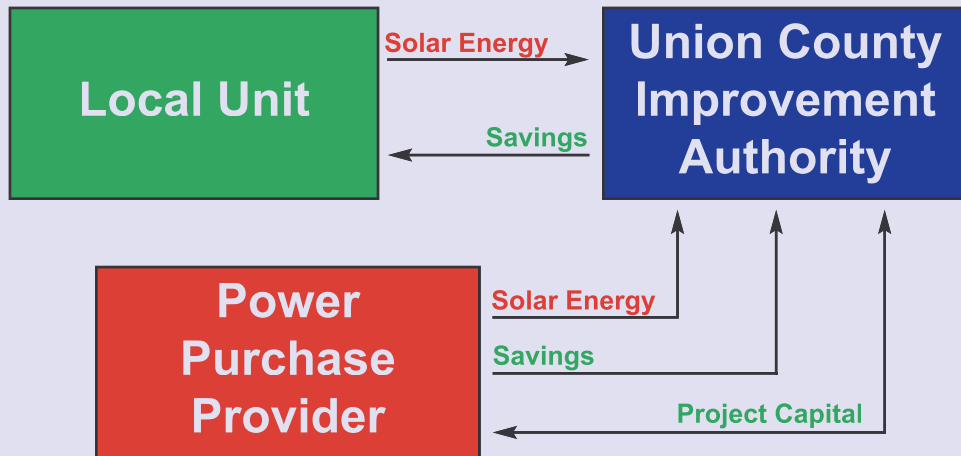 Local Unit
Solar Energy
Savings
Union County
Improvement
Authority
Power
Purchase
Provider
Solar Energy
Savings
Project Capital